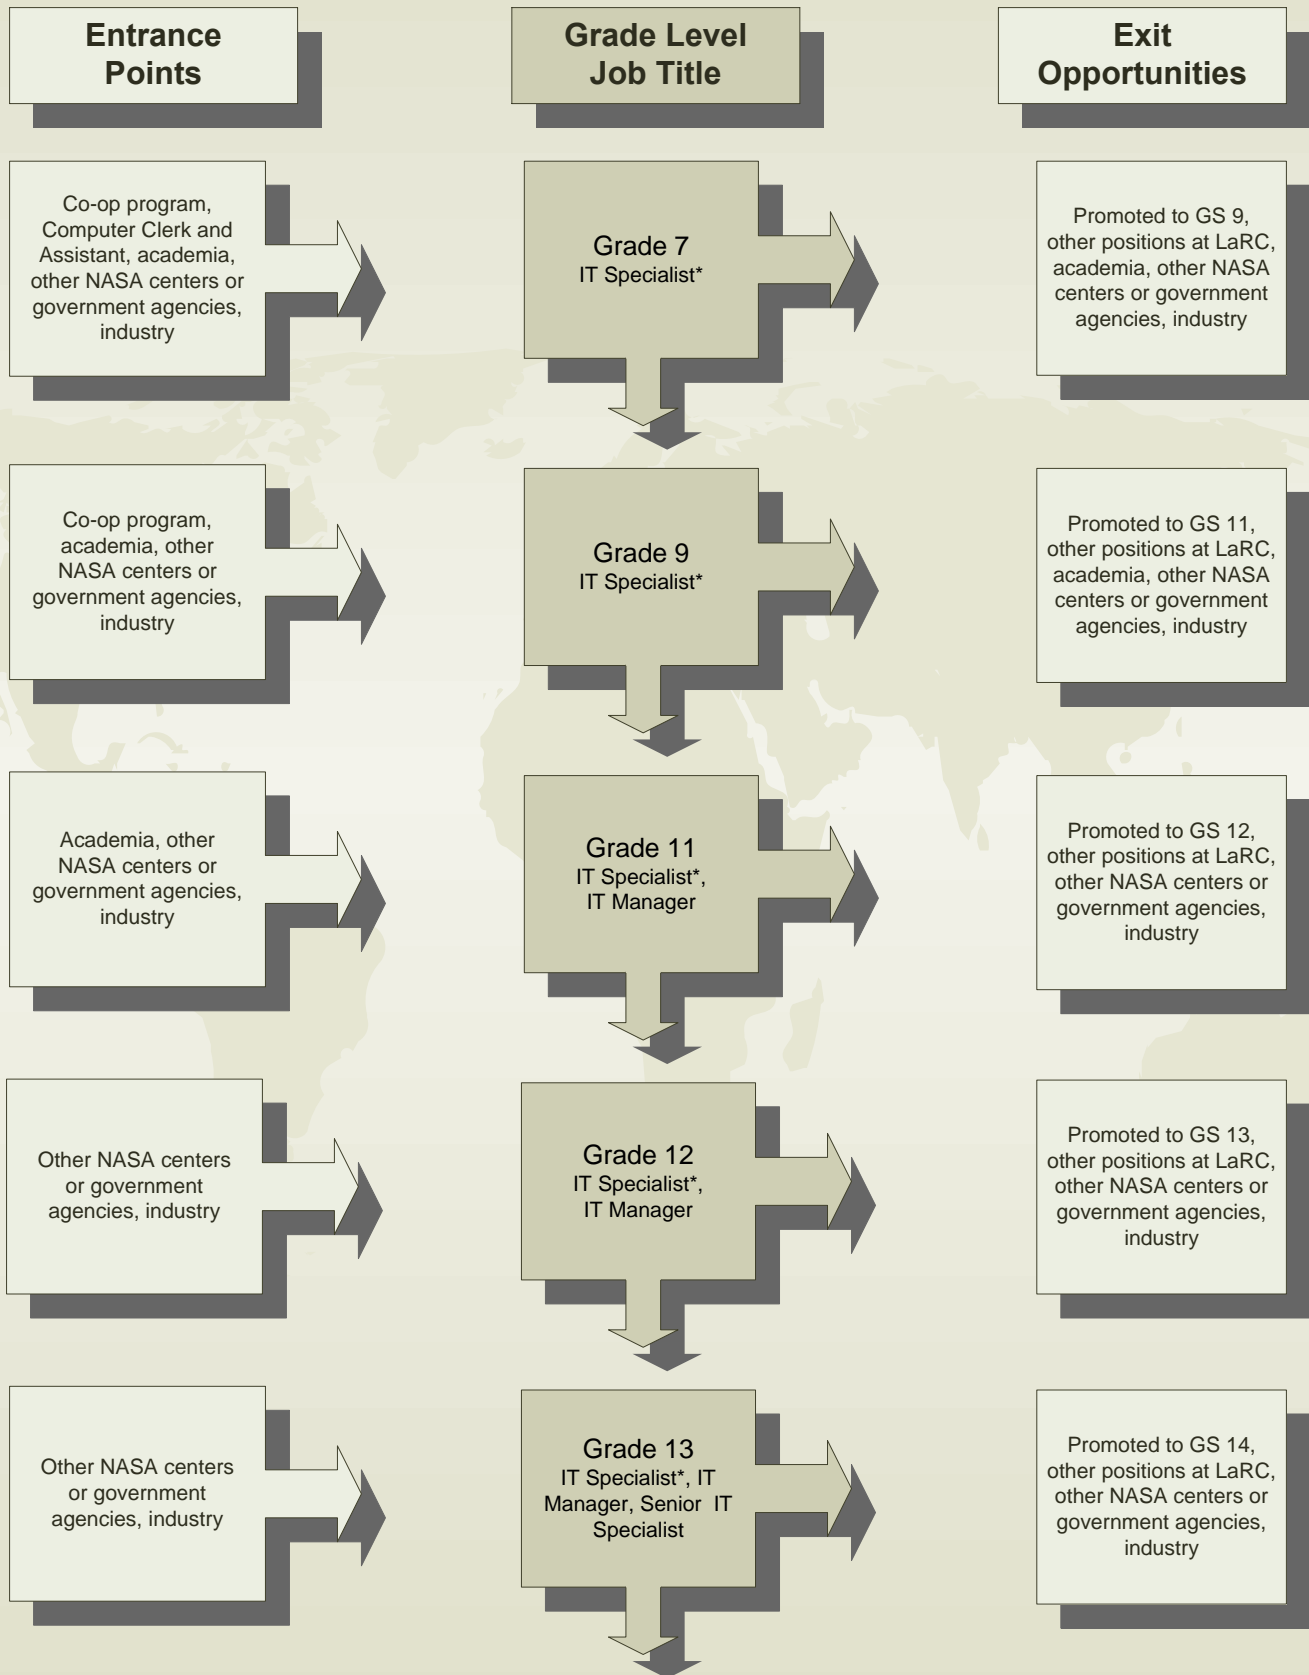 Entrance
Points
Grade Level
Job Title
Exit
Opportunities
Co-op program,
Computer Clerk and
Assistant, academia,
other NASA centers or
government agencies,
industry
Grade 7
IT Specialist*
Promoted to GS 9,
other positions at LaRC,
academia, other NASA
centers or government
agencies, industry
Co-op program,
academia, other
NASA centers or
government agencies,
industry
Grade 9
IT Specialist*
Promoted to GS 11,
other positions at LaRC,
academia, other NASA
centers or government
agencies, industry
Academia, other
NASA centers or
government agencies,
industry
Grade 11
IT Specialist*,
IT Manager
Promoted to GS 12,
other positions at LaRC,
other NASA centers or
government agencies,
industry
Other NASA centers
or government
agencies, industry
Grade 12
IT Specialist*,
IT Manager
Promoted to GS 13,
other positions at LaRC,
other NASA centers or
government agencies,
industry
Other NASA centers
or government
agencies, industry
Grade 13
IT Specialist*, IT
Manager, Senior IT
Specialist
Promoted to GS 14,
other positions at LaRC,
other NASA centers or
government agencies,
industry